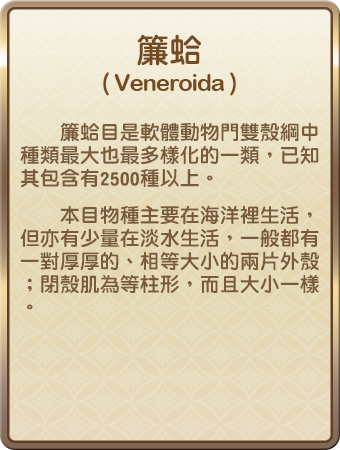 簾蛤
(Veneroida)
簾蛤目是軟體動物門雙殼綱中
種類最大也最多樣化的一類，已知
其包含有2500種以上。
本目物種主要在海洋裡生活，
但亦有少量在淡水生活，一般都有
一對厚厚的、相等大小的兩片外殼
；閉殼肌為等柱形，而且大小一樣
。